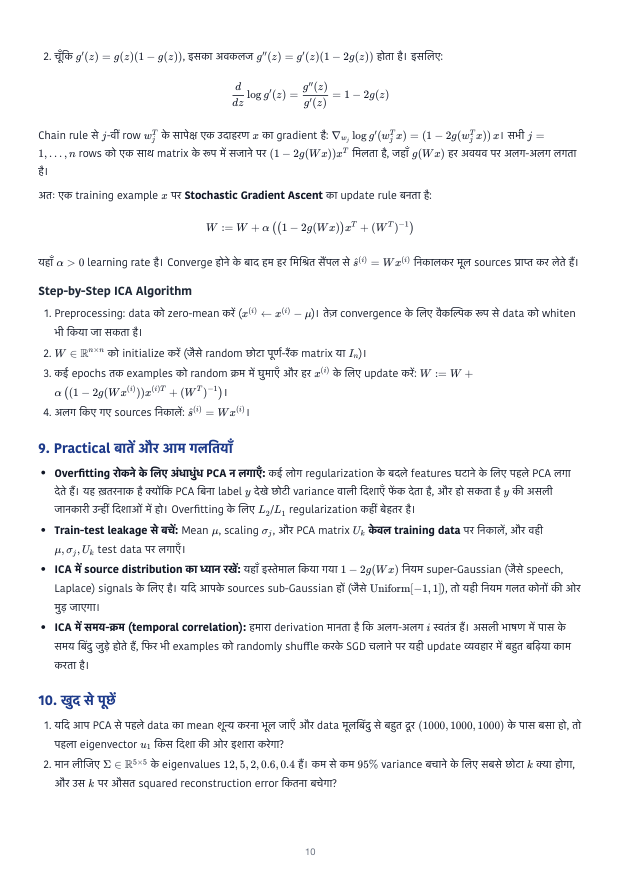 2. चूँकि g′(z) = g(z)(1 − g(z)), इसका अवकलज g′′(z) = g′(z)(1 − 2g(z)) होता है। इसलिए:
d/dz log g′(z) = g′′(z)/g′(z) = 1 − 2g(z)
Chain rule से j-वीं row w_j^T के सापेक्ष एक उदाहरण x का gradient है: ∇_{w_j} log g′(w_j^T x) = (1 − 2g(w_j^T x)) x। सभी j =
1, . . . , n rows को एक साथ matrix के रूप में सजाने पर (1 − 2g(Wx))x^T मिलता है, जहाँ g(Wx) हर अवयव पर अलग-अलग लगता
है।
अतः एक training example x पर Stochastic Gradient Ascent का update rule बनता है:
W := W + α ((1 − 2g(Wx))x^T + (W^T)^{−1})
यहाँ α > 0 learning rate है। Converge होने के बाद हम हर मिश्रित सैंपल से ŝ^{(i)} = Wx^{(i)} निकालकर मूल sources प्राप्त कर लेते हैं।
Step-by-Step ICA Algorithm
1. Preprocessing: data को zero-mean करें (x^{(i)} ← x^{(i)} − μ)। तेज़ convergence के लिए वैकल्पिक रूप से data को whiten
भी किया जा सकता है।
2. W ∈ ℝ^{n×n} को initialize करें (जैसे random छोटा पूर्ण-रैंक matrix या I_n)।
3. कई epochs तक examples को random क्रम में घुमाएँ और हर x^{(i)} के लिए update करें: W := W +
α ((1 − 2g(Wx^{(i)}))x^{(i)T} + (W^T)^{−1})।
4. अलग किए गए sources निकालें: ŝ^{(i)} = Wx^{(i)}।
9. Practical बातें और आम गलतियाँ
• Overfitting रोकने के लिए अंधाधुंध PCA न लगाएँ: कई लोग regularization के बदले features घटाने के लिए पहले PCA लगा
देते हैं। यह ख़तरनाक है क्योंकि PCA बिना label y देखे छोटी variance वाली दिशाएँ फेंक देता है, और हो सकता है y की असली
जानकारी उन्हीं दिशाओं में हो। Overfitting के लिए L_2/L_1 regularization कहीं बेहतर है।
• Train-test leakage से बचें: Mean μ, scaling σ_j, और PCA matrix U_k केवल training data पर निकालें, और वही
μ, σ_j, U_k test data पर लगाएँ।
• ICA में source distribution का ध्यान रखें: यहाँ इस्तेमाल किया गया 1 − 2g(Wx) नियम super-Gaussian (जैसे speech,
Laplace) signals के लिए है। यदि आपके sources sub-Gaussian हों (जैसे Uniform[−1, 1]), तो यही नियम गलत कोनों की ओर
मुड़ जाएगा।
• ICA में समय-क्रम (temporal correlation): हमारा derivation मानता है कि अलग-अलग i स्वतंत्र हैं। असली भाषण में पास के
समय बिंदु जुड़े होते हैं, फिर भी examples को randomly shuffle करके SGD चलाने पर यही update व्यवहार में बहुत बढ़िया काम
करता है।
10. खुद से पूछें
1. यदि आप PCA से पहले data का mean शून्य करना भूल जाएँ और data मूलबिंदु से बहुत दूर (1000, 1000, 1000) के पास बसा हो, तो
पहला eigenvector u_1 किस दिशा की ओर इशारा करेगा?
2. मान लीजिए Σ ∈ ℝ^{5×5} के eigenvalues 12, 5, 2, 0.6, 0.4 हैं। कम से कम 95% variance बचाने के लिए सबसे छोटा k क्या होगा,
और उस k पर औसत squared reconstruction error कितना बचेगा?
10